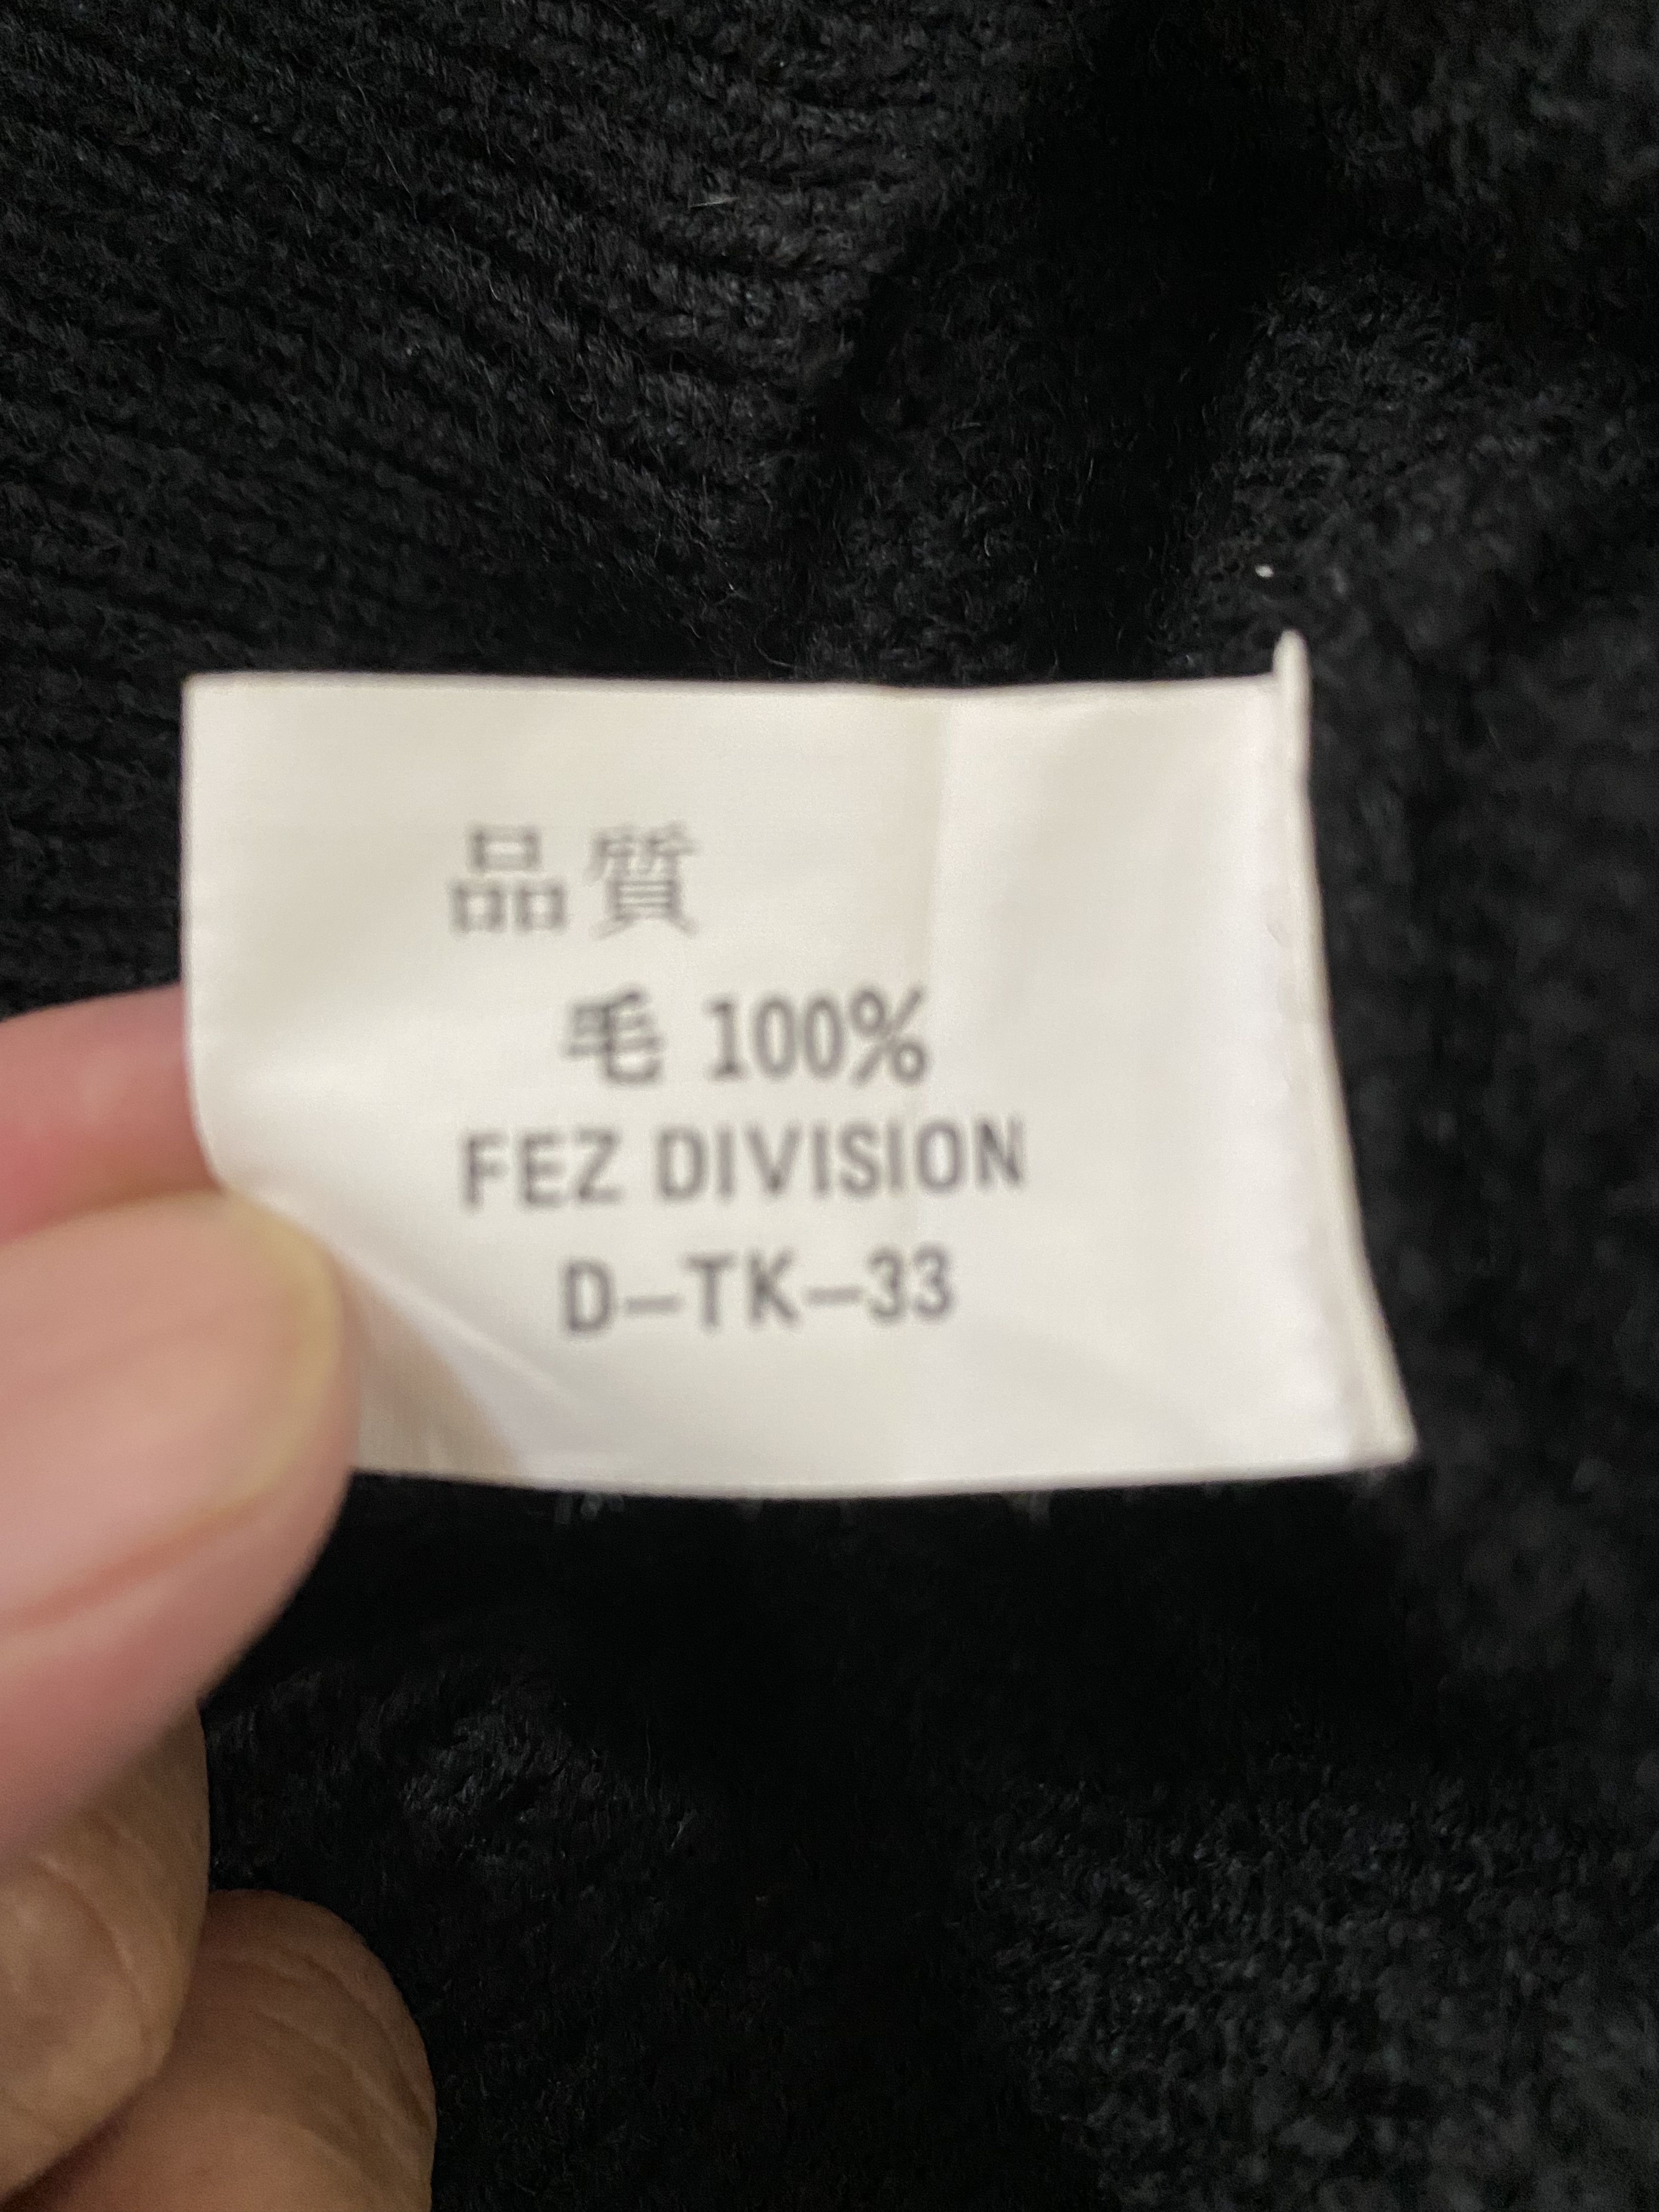 品質
毛 100%
FEZ DIVISION
D-TK-33